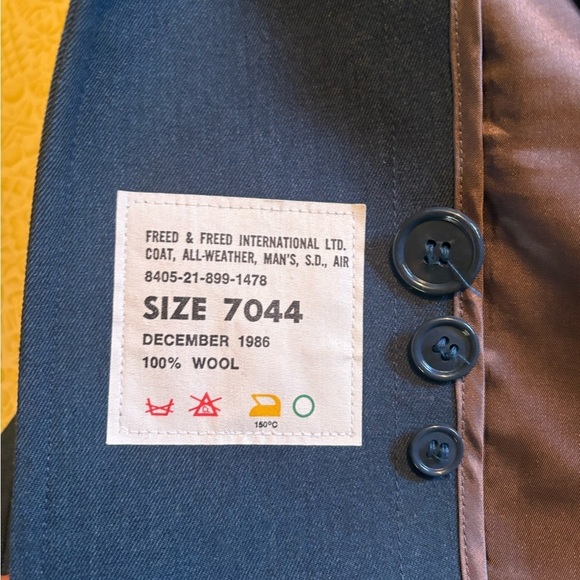 FREED & FREED INTERNATIONAL LTD.
COAT, ALL-WEATHER, MAN'S, S.D., AIR
8405-21-899-1478
SIZE 7044
DECEMBER 1986
100% WOOL
150°C